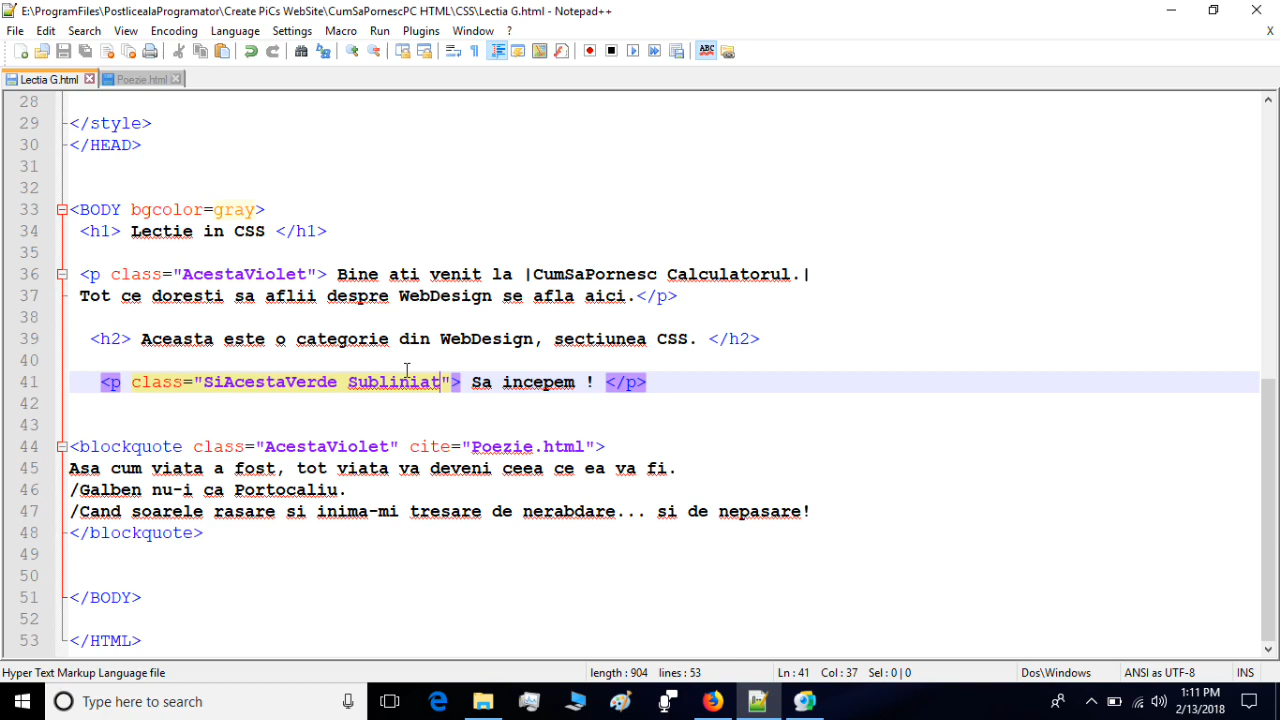 E:\ProgramFiles\PostlicealaProgramator\Create PiCs WebSite\CumSaPornescPC HTML\CSS\Lectia G.html - Notepad++
File Edit Search View Encoding Language Settings Macro Run Plugins Window ? X
Lectia G.html Poezie.html
28
29 </style>
30 </HEAD>
31
32
33 <BODY bgcolor=gray>
34 <h1> Lectie in CSS </h1>
35
36 <p class="AcestaViolet"> Bine ati venit la |CumSaPornesc Calculatorul.|
37 Tot ce doresti sa aflii despre WebDesign se afla aici.</p>
38
39 <h2> Aceasta este o categorie din WebDesign, sectiunea CSS. </h2>
40
41 <p class="SiAcestaVerde Subliniat"> Sa incepem ! </p>
42
43
44 <blockquote class="AcestaViolet" cite="Poezie.html">
45 Asa cum viata a fost, tot viata va deveni ceea ce ea va fi.
46 /Galben nu-i ca Portocaliu.
47 /Cand soarele rasare si inima-mi tresare de nerabdare... si de nepasare!
48 </blockquote>
49
50
51 </BODY>
52
53 </HTML>
Hyper Text Markup Language file length : 904 lines : 53 Ln : 41 Col : 37 Sel : 0 | 0 Dos\Windows ANSI as UTF-8 INS
Type here to search
1:11 PM
2/13/2018